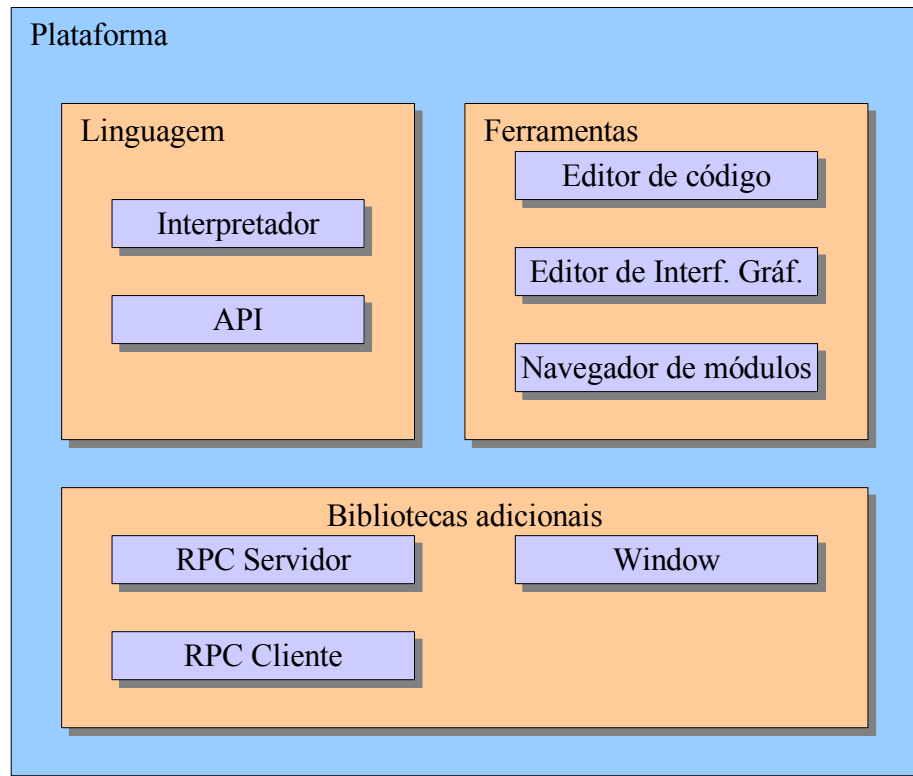 Plataforma
Linguagem
Interpretador
API
Ferramentas
Editor de código
Editor de Interf. Gráf.
Navegador de módulos
Bibliotecas adicionais
RPC Servidor
Window
RPC Cliente